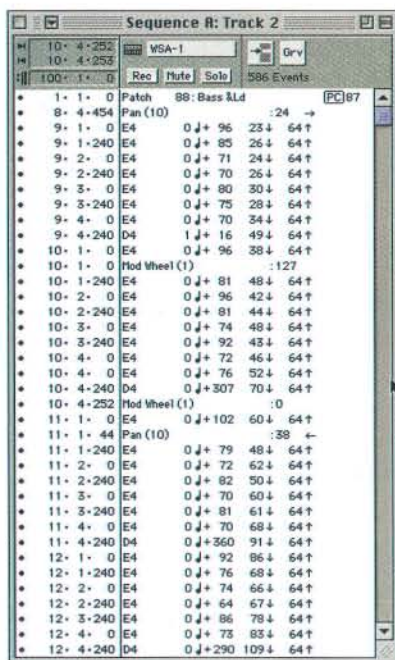 Sequence A: Track 2
10· 4·252 WSA-1 Grv
10· 4·253
100· 1· 0 Rec Mute Solo 586 Events
1· 1· 0 Patch 88: Bass &Ld PC 87
8· 4·454 Pan (10) :24 →
9· 1· 0 E4 0♩+ 96 23↓ 64↑
9· 1·240 E4 0♩+ 85 26↓ 64↑
9· 2· 0 E4 0♩+ 71 24↓ 64↑
9· 2·240 E4 0♩+ 70 26↓ 64↑
9· 3· 0 E4 0♩+ 80 30↓ 64↑
9· 3·240 E4 0♩+ 75 28↓ 64↑
9· 4· 0 E4 0♩+ 70 34↓ 64↑
9· 4·240 D4 1♩+ 16 49↓ 64↑
10· 1· 0 E4 0♩+ 96 38↓ 64↑
10· 1· 0 Mod Wheel (1) :127
10· 1·240 E4 0♩+ 81 48↓ 64↑
10· 2· 0 E4 0♩+ 96 42↓ 64↑
10· 2·240 E4 0♩+ 81 44↓ 64↑
10· 3· 0 E4 0♩+ 74 48↓ 64↑
10· 3·240 E4 0♩+ 92 43↓ 64↑
10· 4· 0 E4 0♩+ 72 46↓ 64↑
10· 4· 0 E4 0♩+ 76 52↓ 64↑
10· 4·240 D4 0♩+307 70↓ 64↑
10· 4·252 Mod Wheel (1) :0
11· 1· 0 E4 0♩+102 60↓ 64↑
11· 1· 44 Pan (10) :38 ←
11· 1·240 E4 0♩+ 79 48↓ 64↑
11· 2· 0 E4 0♩+ 72 62↓ 64↑
11· 2·240 E4 0♩+ 82 50↓ 64↑
11· 3· 0 E4 0♩+ 70 60↓ 64↑
11· 3·240 E4 0♩+ 81 61↓ 64↑
11· 4· 0 E4 0♩+ 70 68↓ 64↑
11· 4·240 D4 0♩+360 91↓ 64↑
12· 1· 0 E4 0♩+ 92 86↓ 64↑
12· 1·240 E4 0♩+ 76 68↓ 64↑
12· 2· 0 E4 0♩+ 74 66↓ 64↑
12· 2·240 E4 0♩+ 64 67↓ 64↑
12· 3·240 E4 0♩+ 86 78↓ 64↑
12· 4· 0 E4 0♩+ 73 83↓ 64↑
12· 4·240 D4 0♩+290 109↓ 64↑